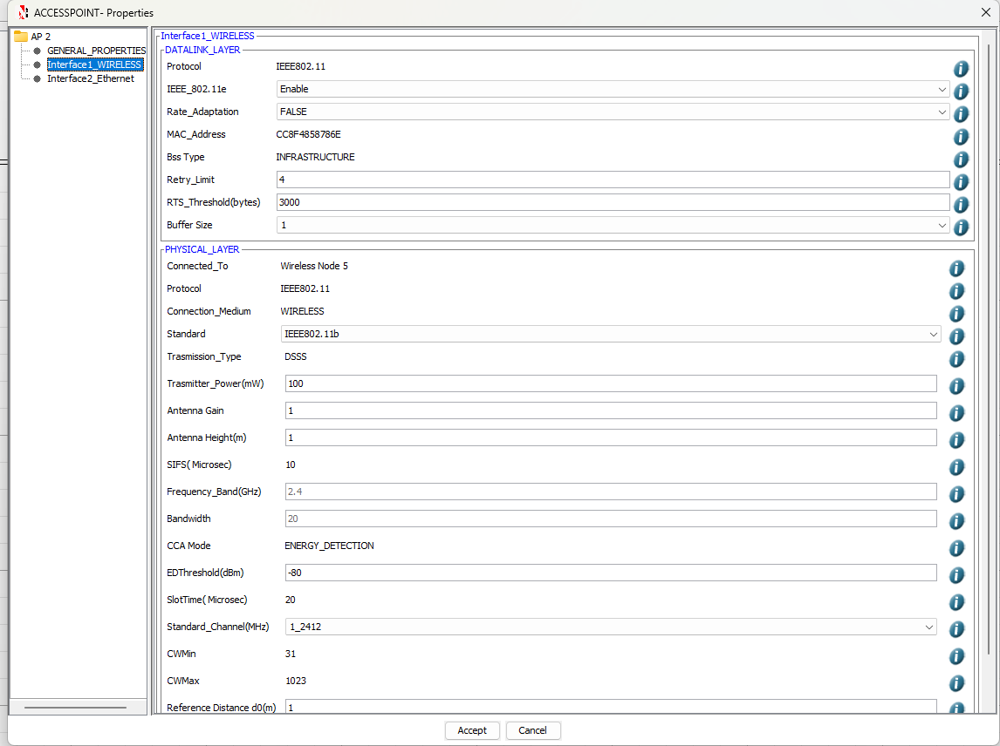 ACCESSPOINT- Properties
AP 2
GENERAL_PROPERTIES
Interface1_WIRELESS
Interface2_Ethernet
Interface1_WIRELESS
DATALINK_LAYER
Protocol IEEE802.11
IEEE_802.11e Enable
Rate_Adaptation FALSE
MAC_Address CC8F4858786E
Bss Type INFRASTRUCTURE
Retry_Limit 4
RTS_Threshold(bytes) 3000
Buffer Size 1
PHYSICAL_LAYER
Connected_To Wireless Node 5
Protocol IEEE802.11
Connection_Medium WIRELESS
Standard IEEE802.11b
Trasmission_Type DSSS
Trasmitter_Power(mW) 100
Antenna Gain 1
Antenna Height(m) 1
SIFS(Microsec) 10
Frequency_Band(GHz) 2.4
Bandwidth 20
CCA Mode ENERGY_DETECTION
EDThreshold(dBm) -80
SlotTime(Microsec) 20
Standard_Channel(MHz) 1_2412
CWMin 31
CWMax 1023
Reference Distance d0(m) 1
Accept Cancel